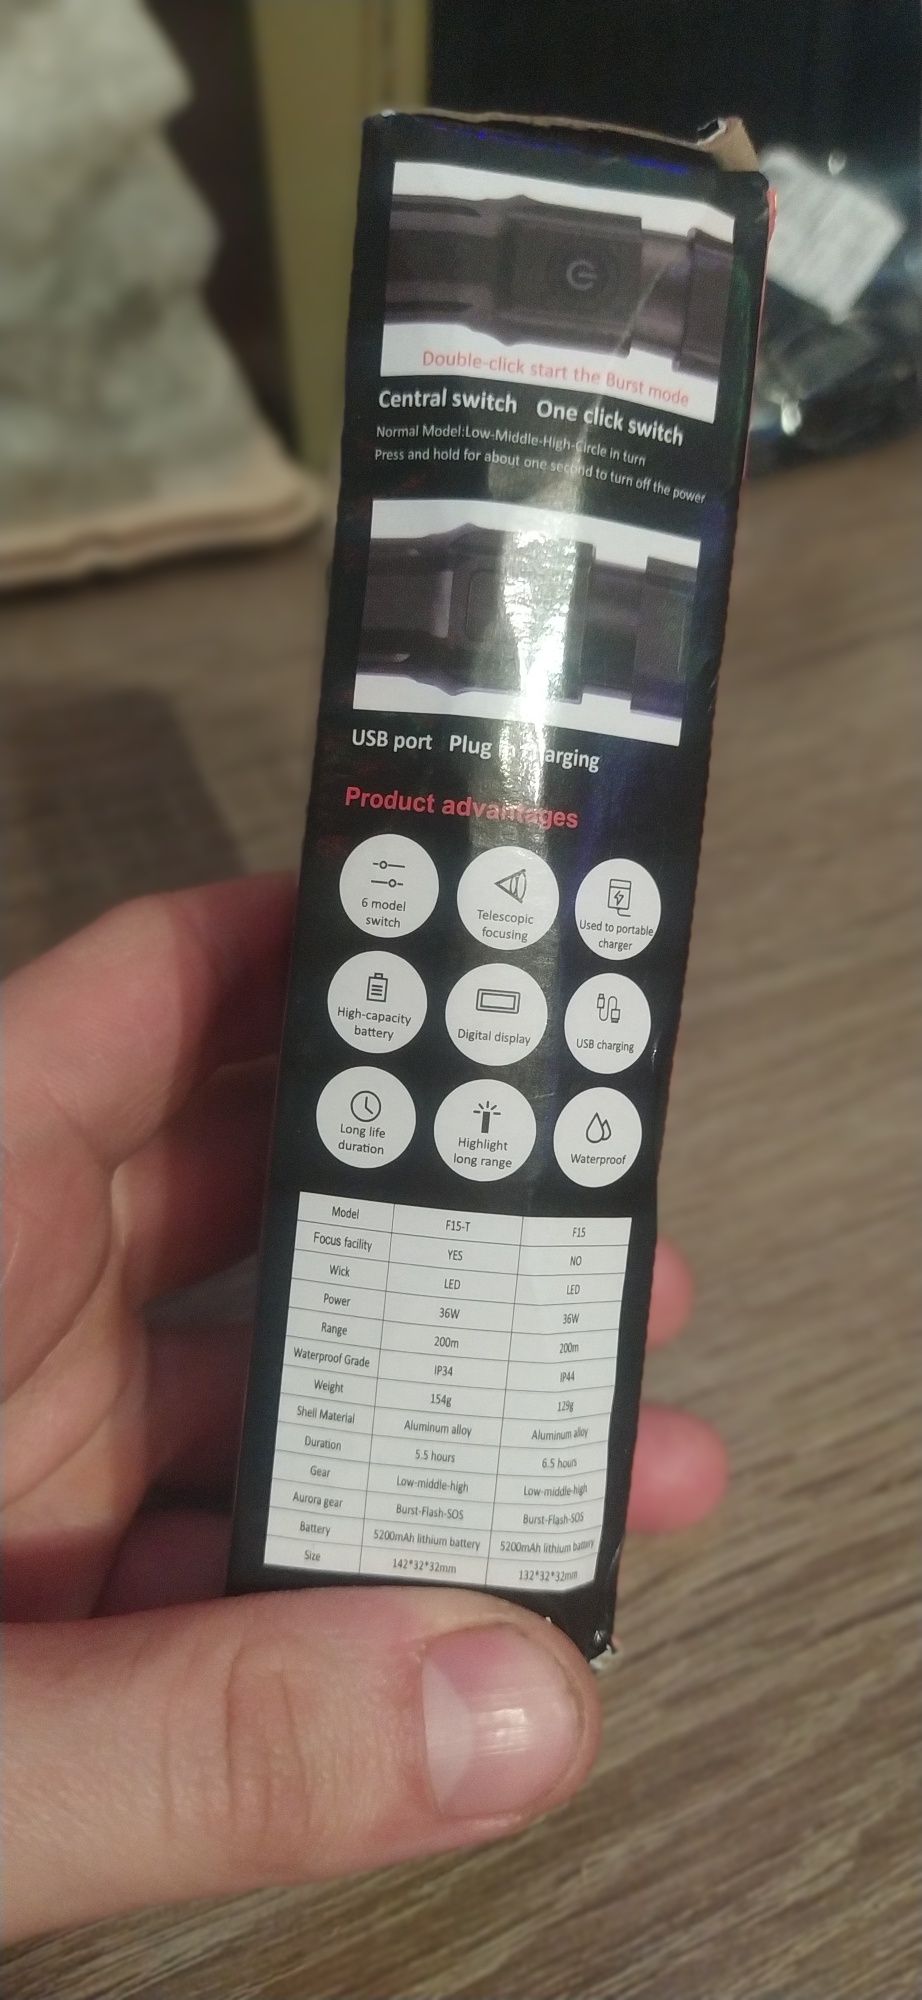 Double-click start the Burst mode
Central switch One click switch
Normal Model:Low-Middle-High-Circle in turn
Press and hold for about one second to turn off the power
USB port Plug
Product advantages
6 model
switch
Telescopic
focusing
Used to portable
charger
High-capacity
battery
Digital display
USB charging
Long life
duration
Highlight
long range
Waterproof
Model F15-T F15
Focus facility YES NO
Wick LED LED
Power 36W 36W
Range 200m 200m
Waterproof Grade IP34 IP44
Weight 154g 129g
Shell Material Aluminum alloy Aluminum alloy
Duration 5.5 hours 6.5 hours
Gear Low-middle-high Low-middle-high
Aurora gear Burst-Flash-SOS Burst-Flash-SOS
Battery 5200mAh lithium battery 5200mAh lithium battery
Size 142*32*32mm 132*32*32mm